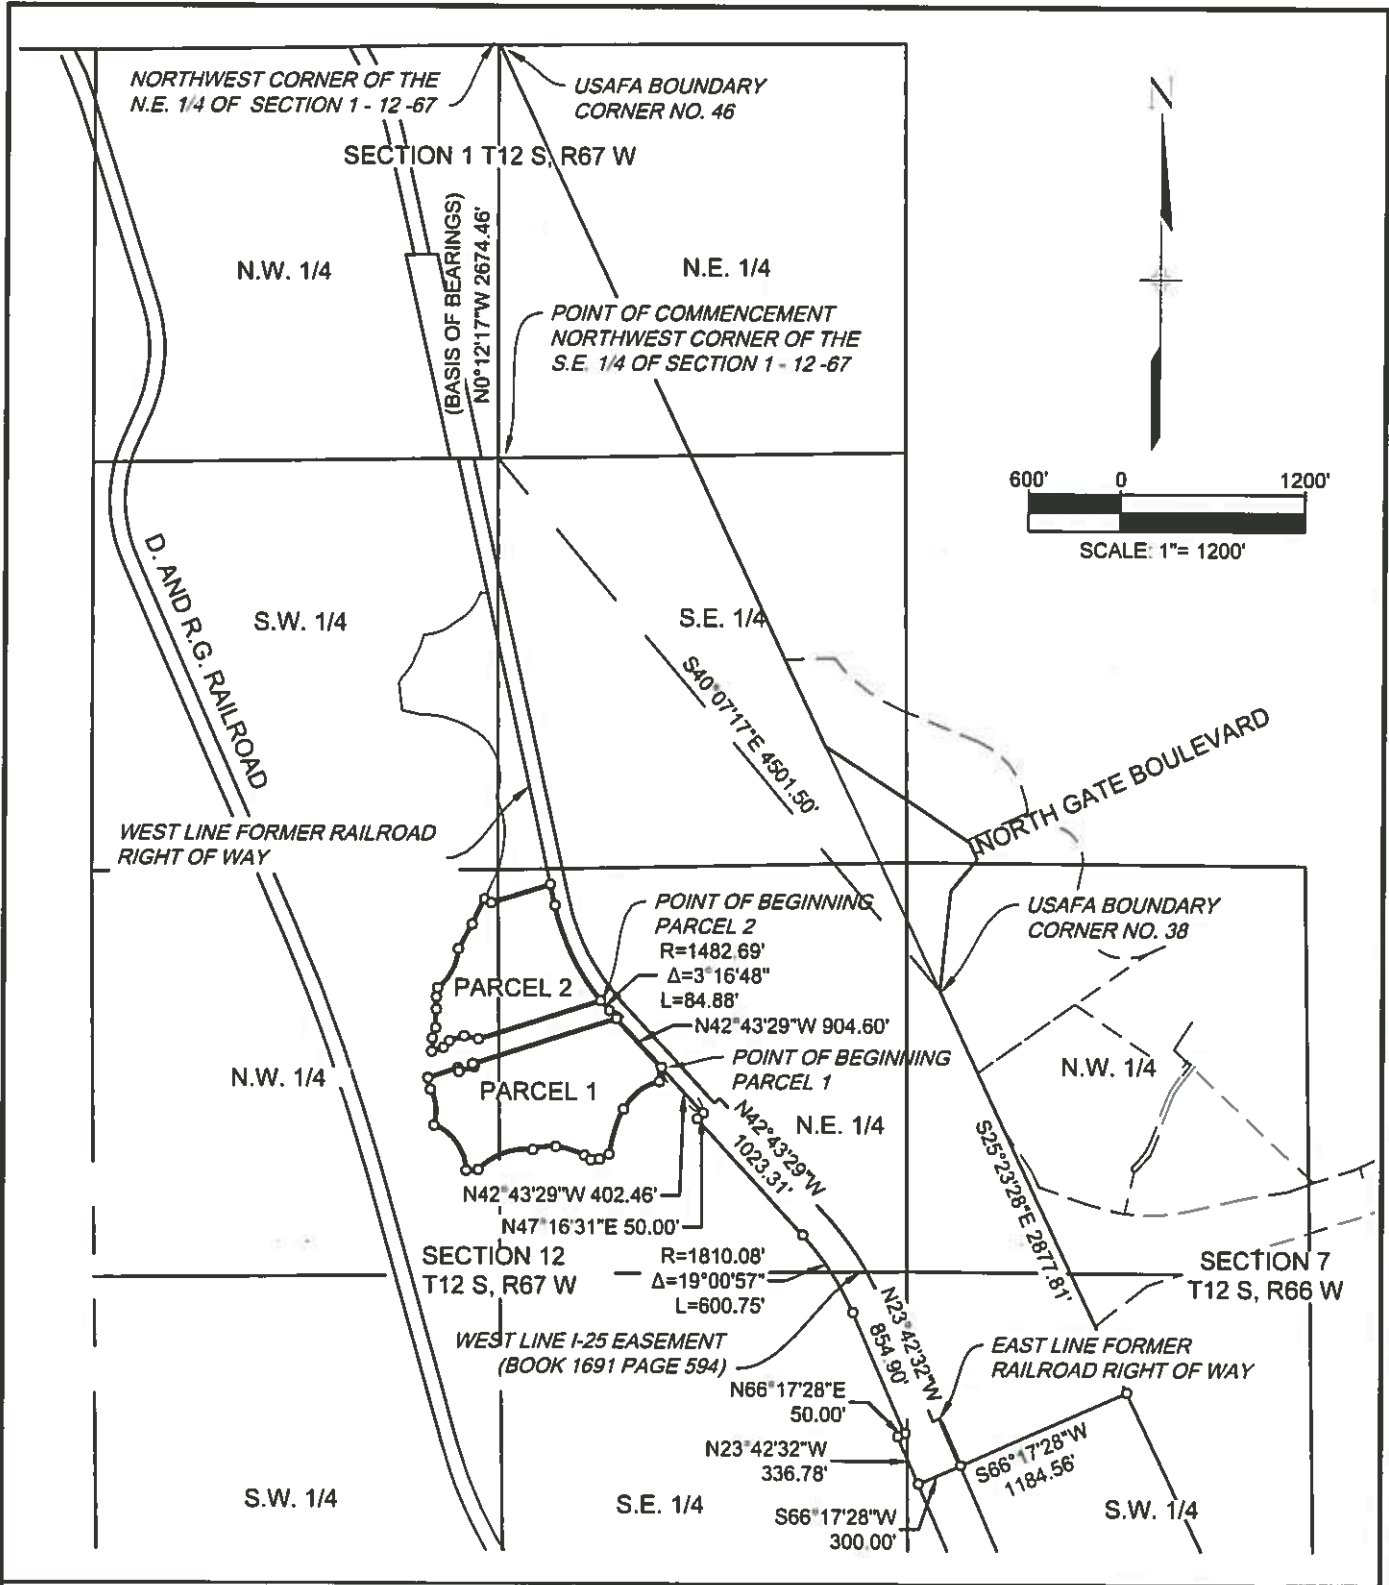 N
NORTHWEST CORNER OF THE
N.E. 1/4 OF SECTION 1 - 12 -67
USAFA BOUNDARY
CORNER NO. 46
SECTION 1 T12 S, R67 W
(BASIS OF BEARINGS)
N0°12'17"W 2674.46'
N.W. 1/4
N.E. 1/4
POINT OF COMMENCEMENT
NORTHWEST CORNER OF THE
S.E. 1/4 OF SECTION 1 - 12 -67
600'
0
1200'
SCALE: 1"= 1200'
D. AND R.G. RAILROAD
S.W. 1/4
S.E. 1/4
S40°07'17"E 4501.50'
NORTH GATE BOULEVARD
WEST LINE FORMER RAILROAD
RIGHT OF WAY
POINT OF BEGINNING
PARCEL 2
R=1482.69'
Δ=3°16'48"
L=84.88'
N42°43'29"W 904.60'
USAFA BOUNDARY
CORNER NO. 38
PARCEL 2
POINT OF BEGINNING
PARCEL 1
N.W. 1/4
PARCEL 1
N.E. 1/4
N.W. 1/4
N42°43'29"W
1023.31'
S25°23'28"E 2877.81'
N42°43'29"W 402.46'
N47°16'31"E 50.00'
SECTION 12
T12 S, R67 W
R=1810.08'
Δ=19°00'57"
L=600.75'
SECTION 7
T12 S, R66 W
WEST LINE I-25 EASEMENT
(BOOK 1691 PAGE 594)
N23°42'32"W
854.90'
EAST LINE FORMER
RAILROAD RIGHT OF WAY
N66°17'28"E
50.00'
N23°42'32"W
336.78'
S66°17'28"W
1184.56'
S66°17'28"W
300.00'
S.W. 1/4
S.E. 1/4
S.W. 1/4